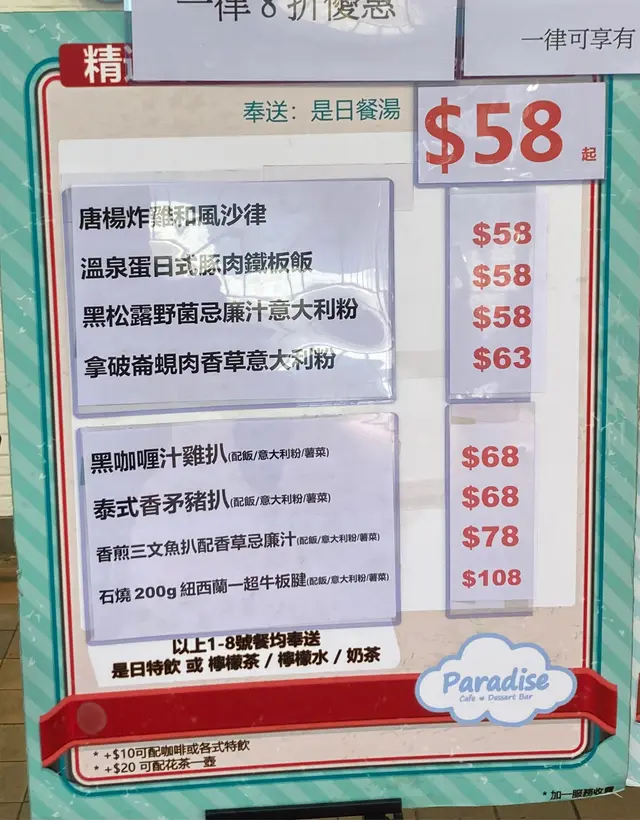 一律8折優惠
一律可享有
精
奉送：是日餐湯
$58起
唐楊炸雞和風沙律 $58
溫泉蛋日式豚肉鐵板飯 $58
黑松露野菌忌廉汁意大利粉 $58
拿破崙蜆肉香草意大利粉 $63
黑咖喱汁雞扒(配飯/意大利粉/薯菜) $68
泰式香矛豬扒(配飯/意大利粉/薯菜) $68
香煎三文魚扒配香草忌廉汁(配飯/意大利粉/薯菜) $78
石燒200g紐西蘭一超牛板腱(配飯/意大利粉/薯菜) $108
以上1-8號餐均奉送
是日特飲 或 檸檬茶 / 檸檬水 / 奶茶
Paradise
Cafe Dessert Bar
* +$10可配咖啡或各式特飲
* +$20 可配花茶一壺
* 加一服務收費